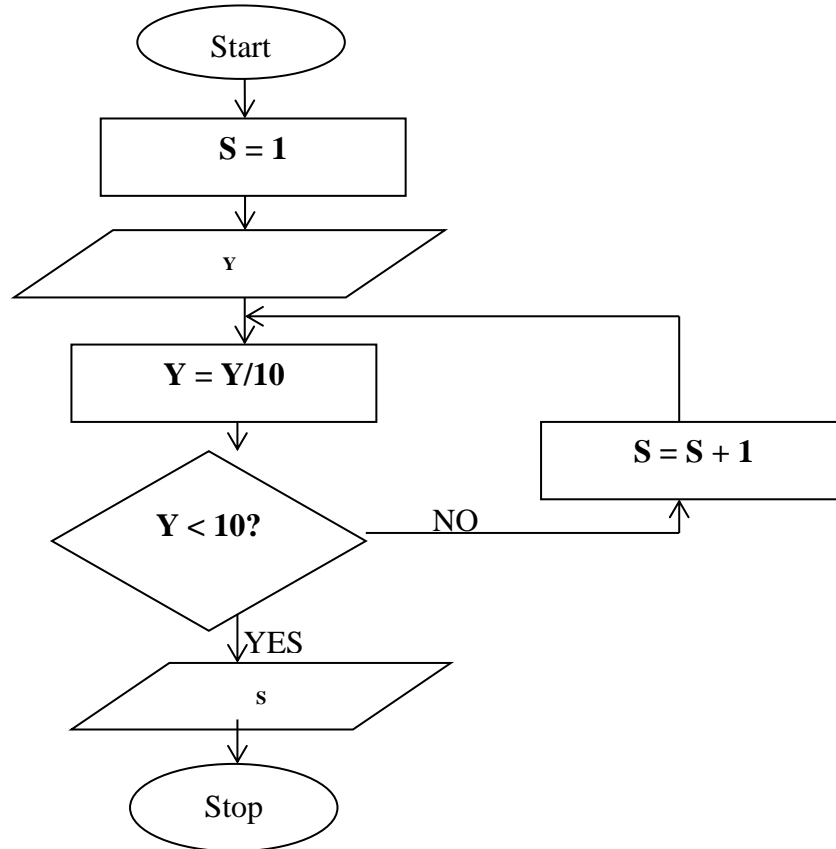 Start
S = 1
Y
Y = Y/10
S = S + 1
Y < 10?
NO
YES
S
Stop